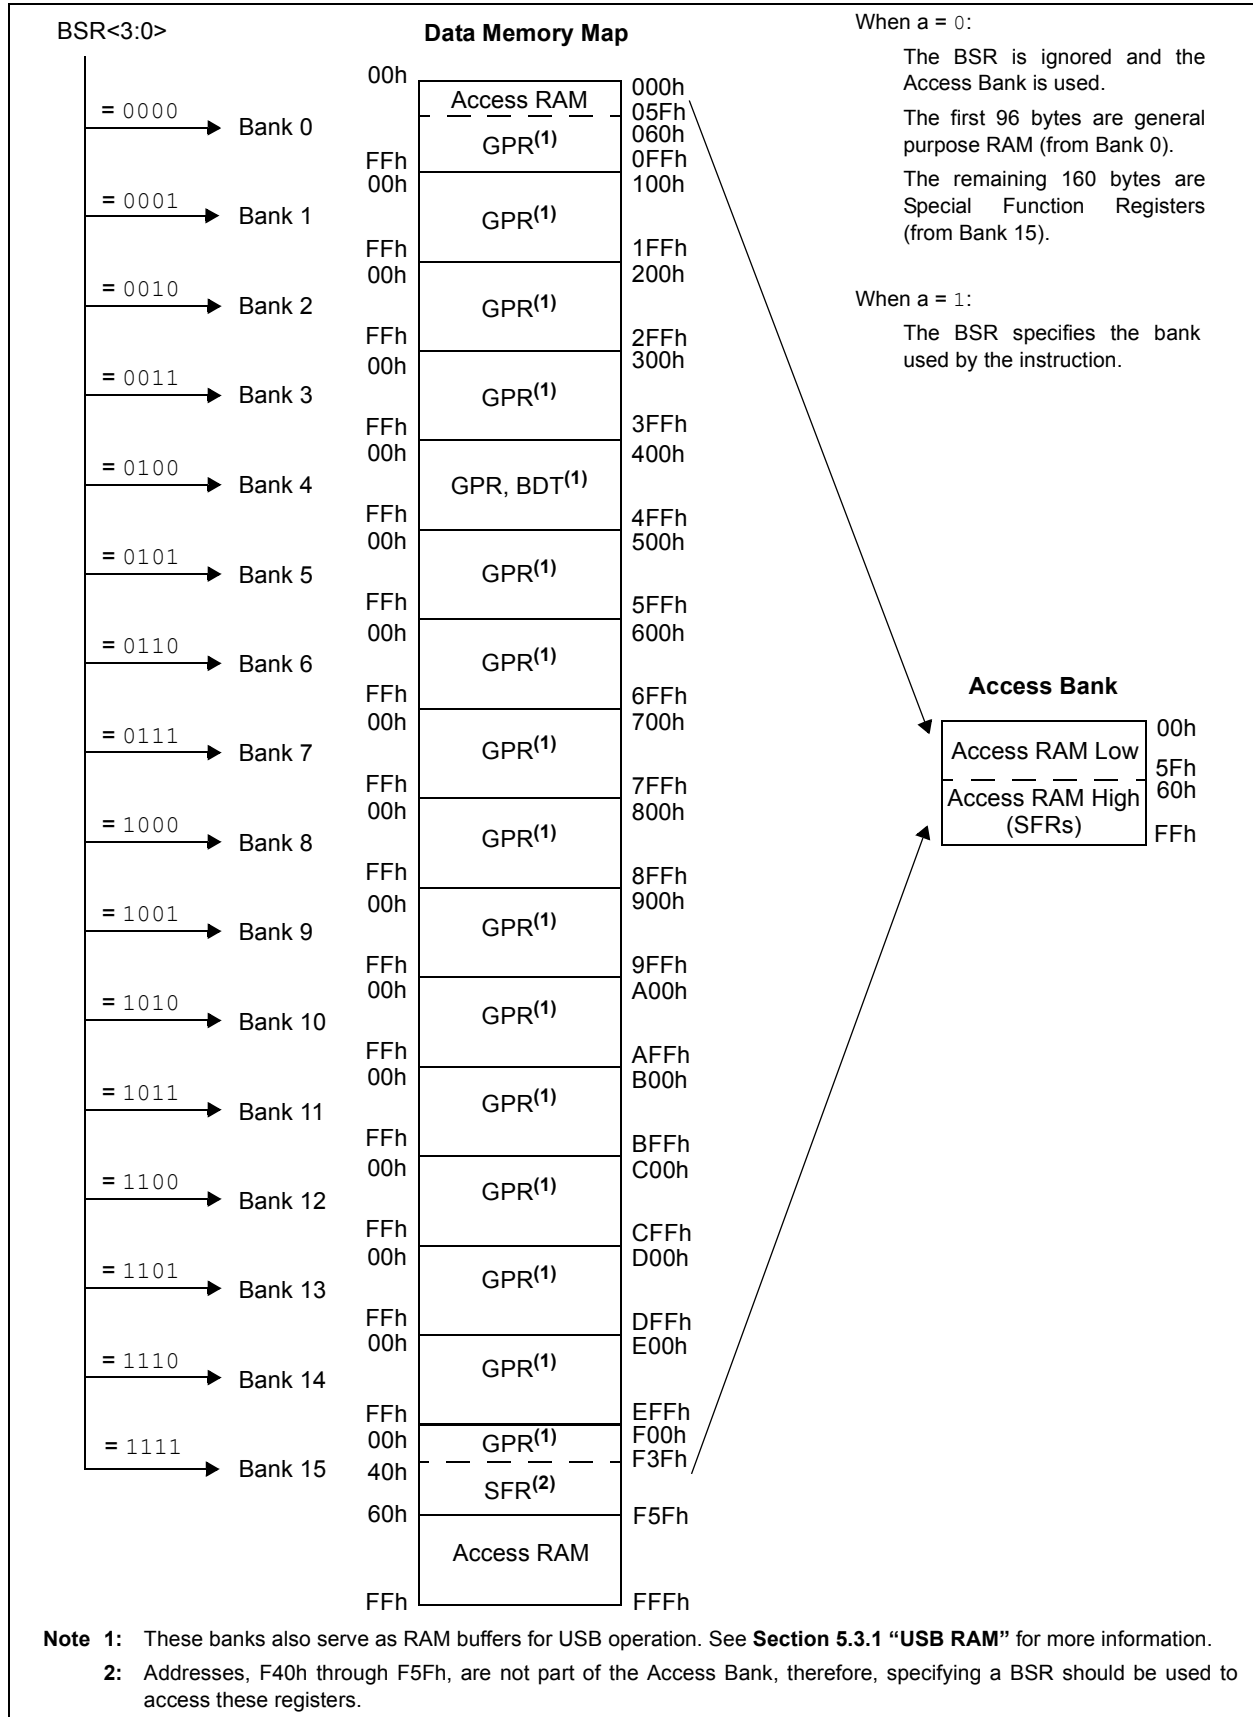 BSR<3:0>
Data Memory Map
When a = 0:
The BSR is ignored and the
Access Bank is used.
The first 96 bytes are general
purpose RAM (from Bank 0).
The remaining 160 bytes are
Special Function Registers
(from Bank 15).
When a = 1:
The BSR specifies the bank
used by the instruction.
= 0000
Bank 0
00h
Access RAM
GPR(1)
FFh
000h
05Fh
060h
0FFh
= 0001
Bank 1
00h
GPR(1)
FFh
100h
1FFh
= 0010
Bank 2
00h
GPR(1)
FFh
200h
2FFh
= 0011
Bank 3
00h
GPR(1)
FFh
300h
3FFh
= 0100
Bank 4
00h
GPR, BDT(1)
FFh
400h
4FFh
= 0101
Bank 5
00h
GPR(1)
FFh
500h
5FFh
= 0110
Bank 6
00h
GPR(1)
FFh
600h
6FFh
= 0111
Bank 7
00h
GPR(1)
FFh
700h
7FFh
= 1000
Bank 8
00h
GPR(1)
FFh
800h
8FFh
= 1001
Bank 9
00h
GPR(1)
FFh
900h
9FFh
= 1010
Bank 10
00h
GPR(1)
FFh
A00h
AFFh
= 1011
Bank 11
00h
GPR(1)
FFh
B00h
BFFh
= 1100
Bank 12
00h
GPR(1)
FFh
C00h
CFFh
= 1101
Bank 13
00h
GPR(1)
FFh
D00h
DFFh
= 1110
Bank 14
00h
GPR(1)
FFh
E00h
EFFh
= 1111
Bank 15
00h
GPR(1)
F00h
F3Fh
40h
SFR(2)
60h
F5Fh
Access RAM
FFh
FFFh
Access Bank
Access RAM Low
00h
5Fh
Access RAM High
(SFRs)
60h
FFh
Note 1: These banks also serve as RAM buffers for USB operation. See Section 5.3.1 “USB RAM” for more information.
2: Addresses, F40h through F5Fh, are not part of the Access Bank, therefore, specifying a BSR should be used to
access these registers.